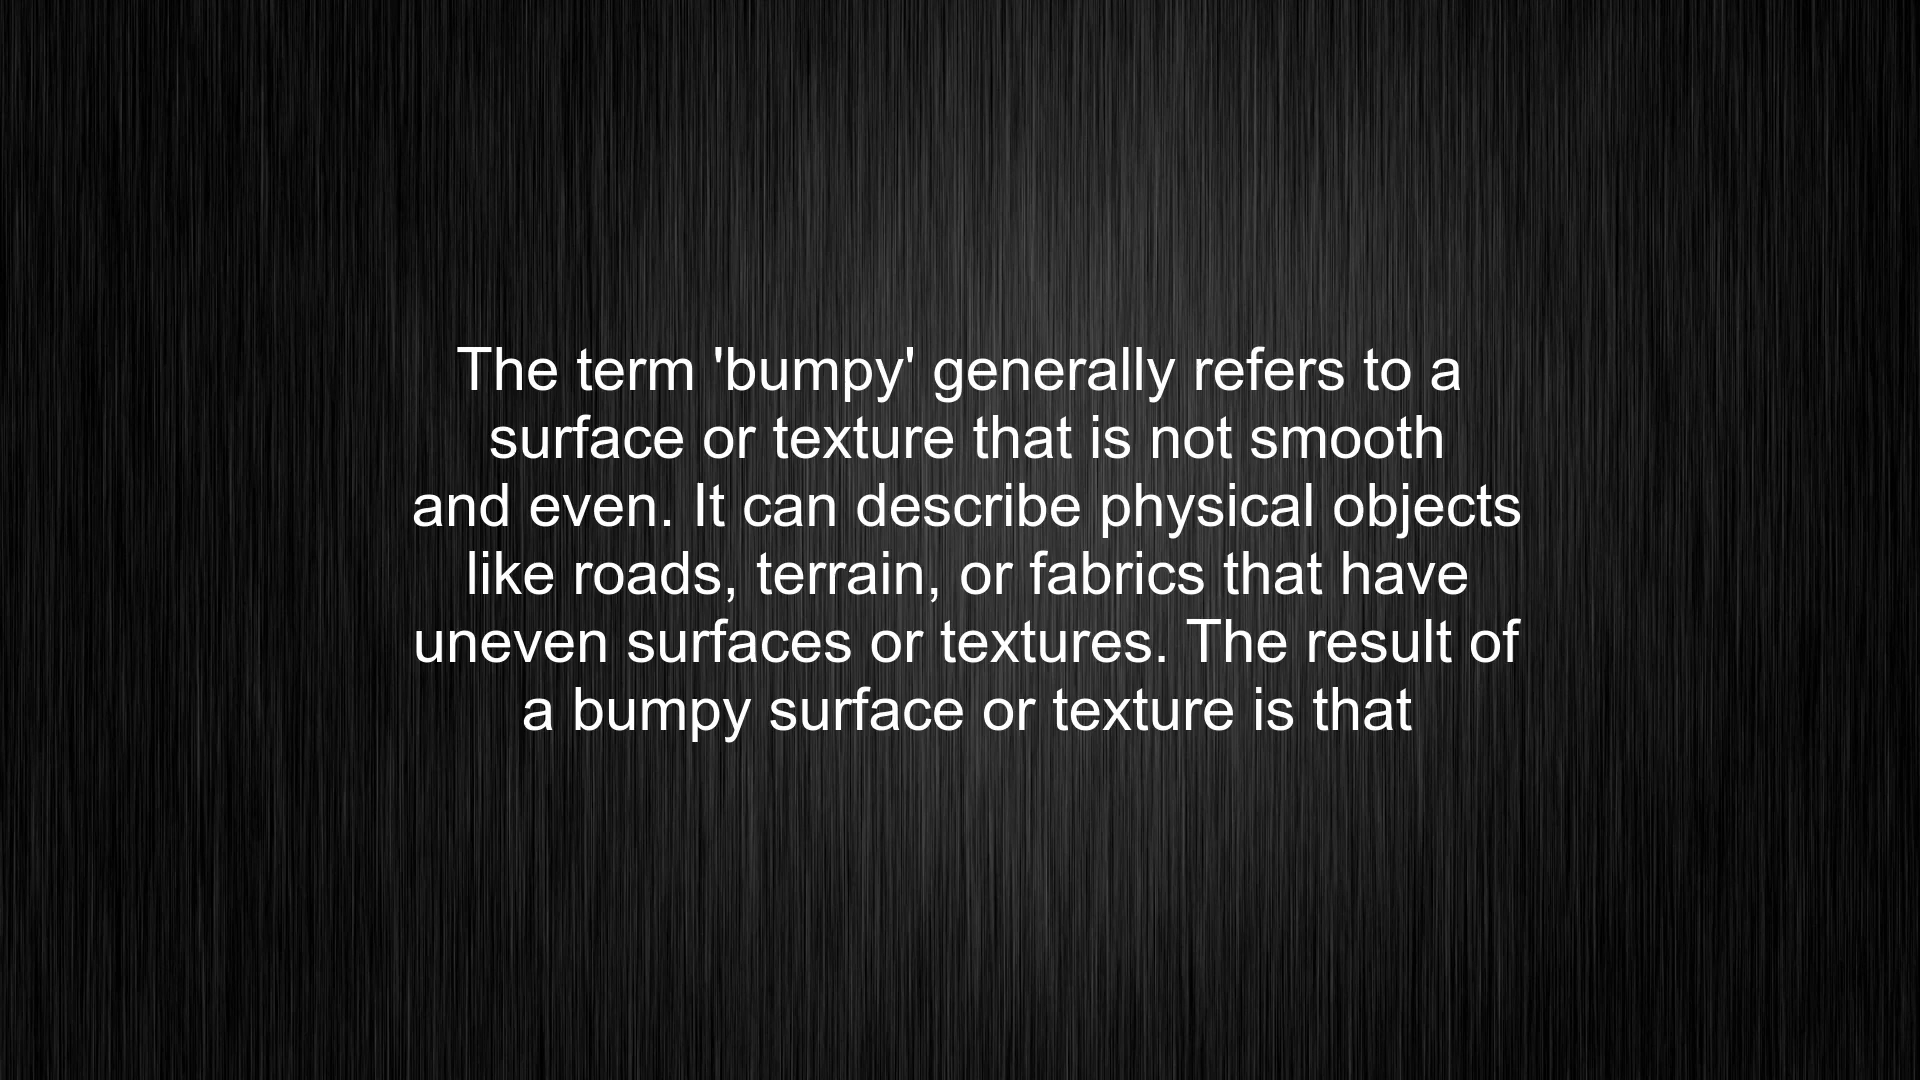 The term 'bumpy' generally refers to a
surface or texture that is not smooth
and even. It can describe physical objects
like roads, terrain, or fabrics that have
uneven surfaces or textures. The result of
a bumpy surface or texture is that